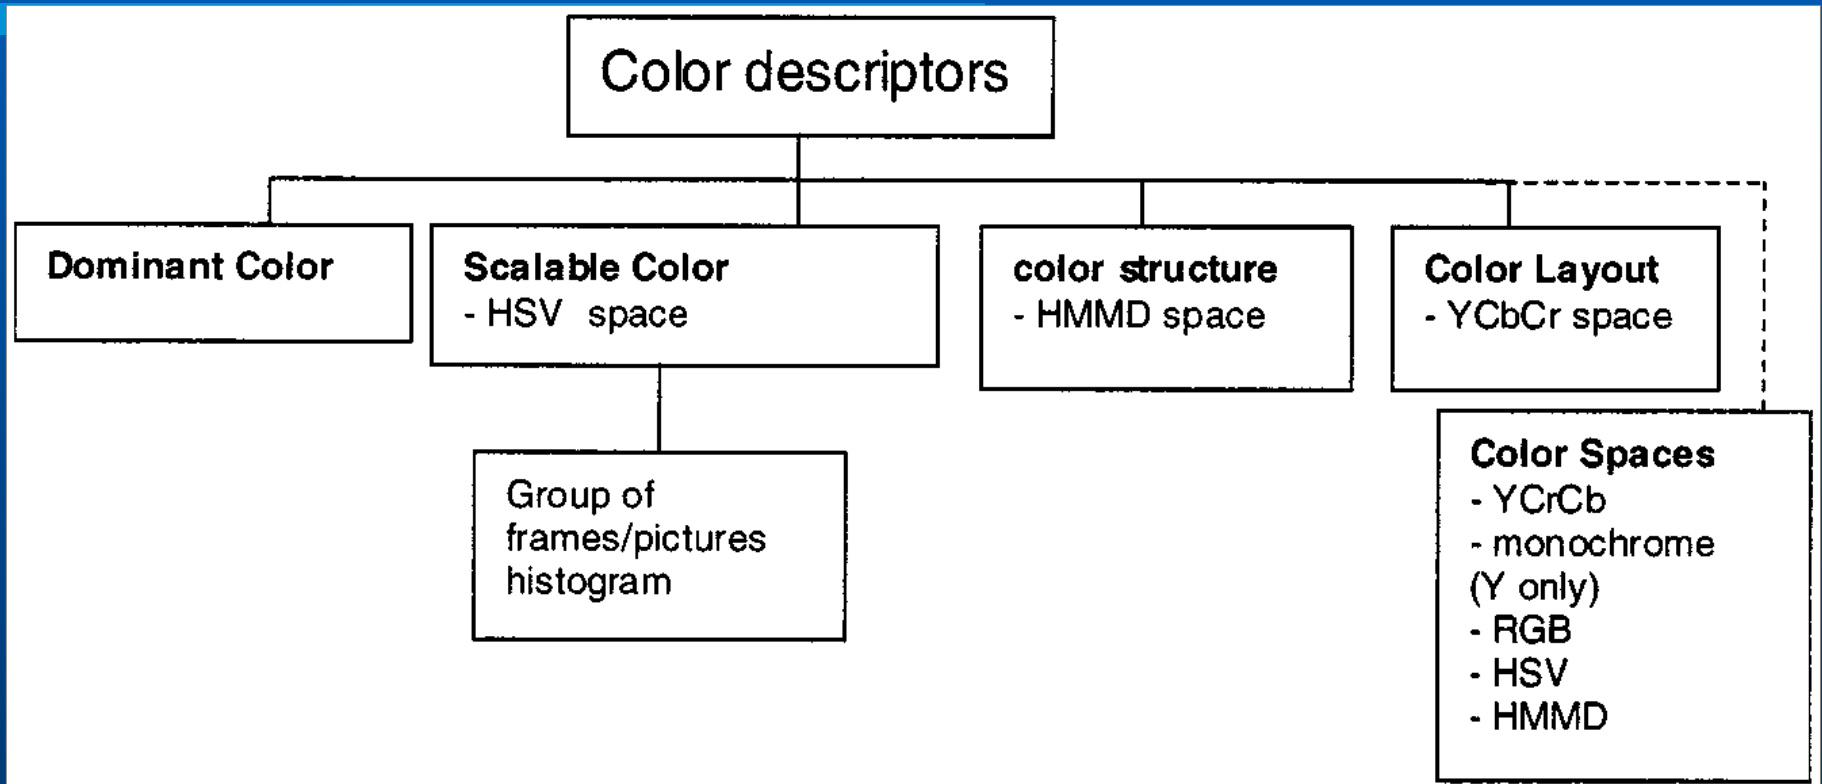 Color descriptors
Dominant Color
Scalable Color
- HSV space
color structure
- HMMD space
Color Layout
- YCbCr space
Group of
frames/pictures
histogram
Color Spaces
- YCrCb
- monochrome
(Y only)
- RGB
- HSV
- HMMD